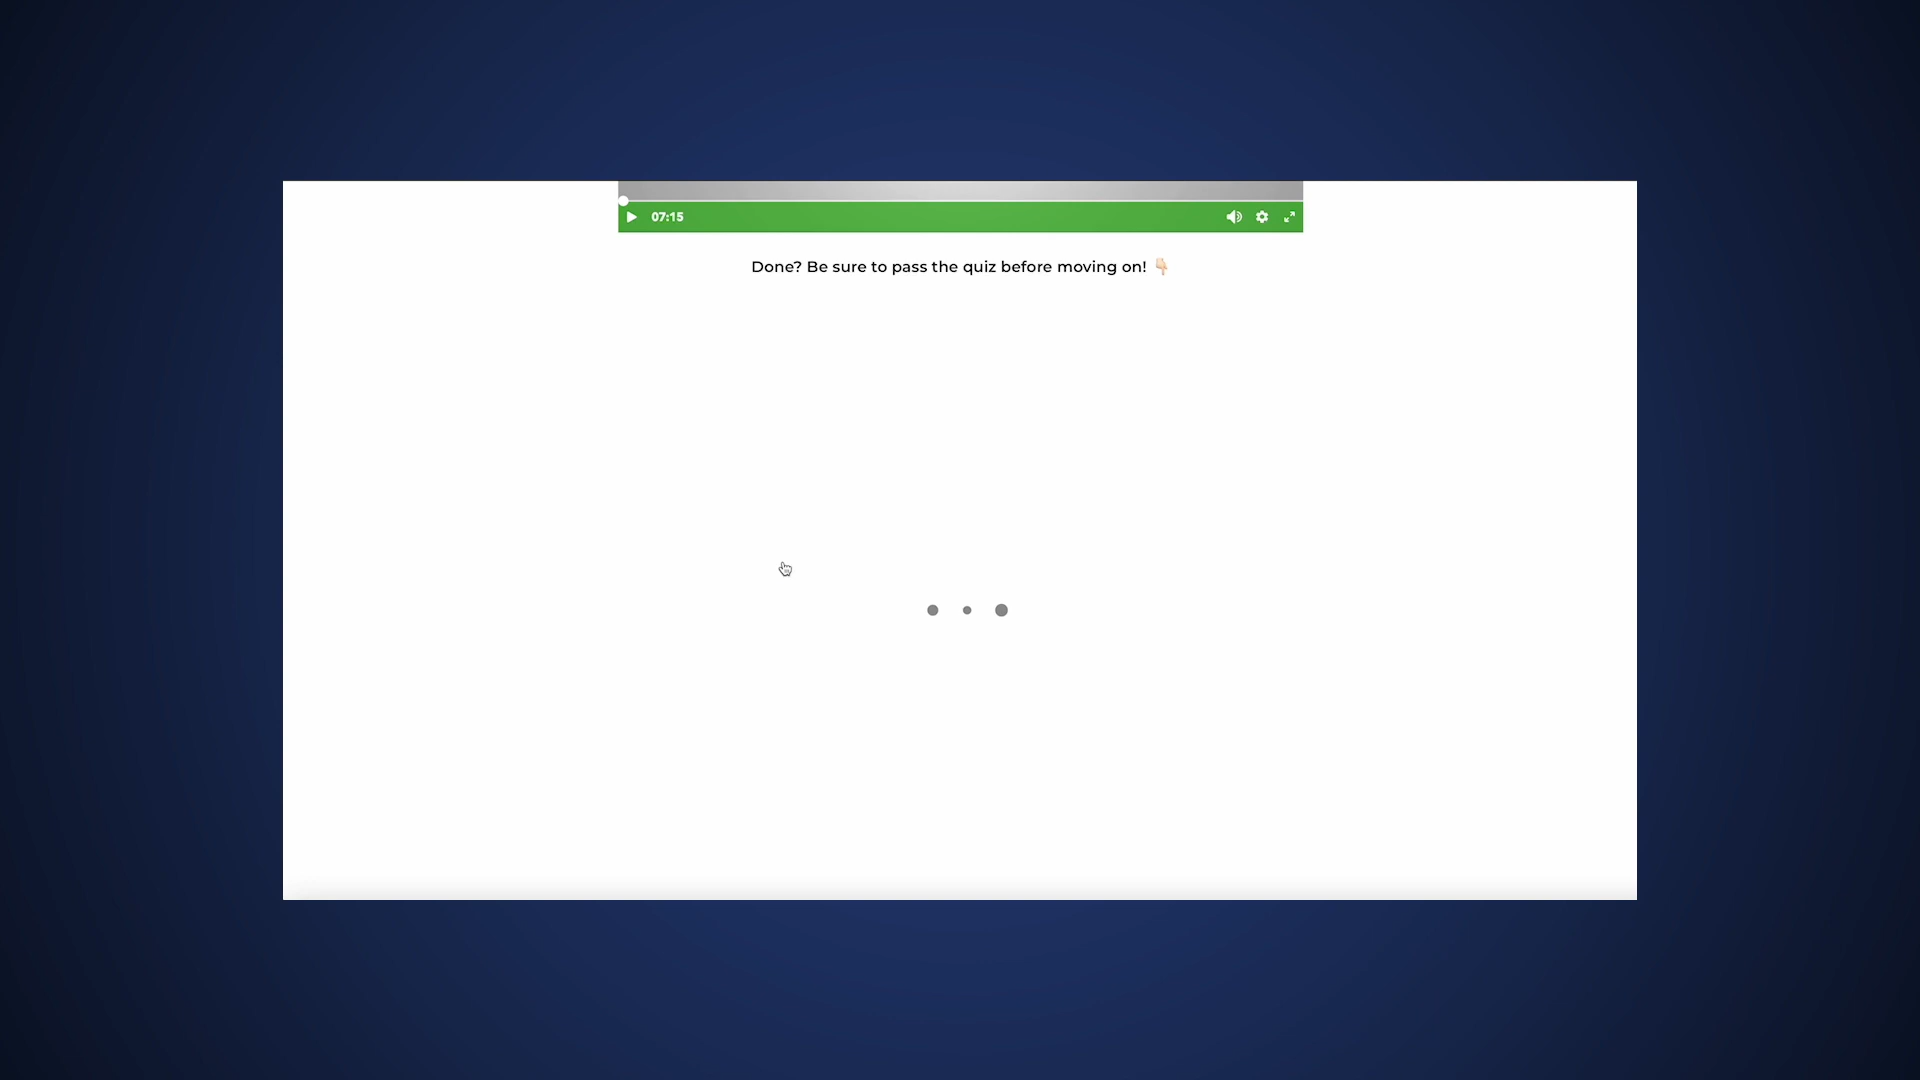 07:15
Done? Be sure to pass the quiz before moving on! 👇🏻